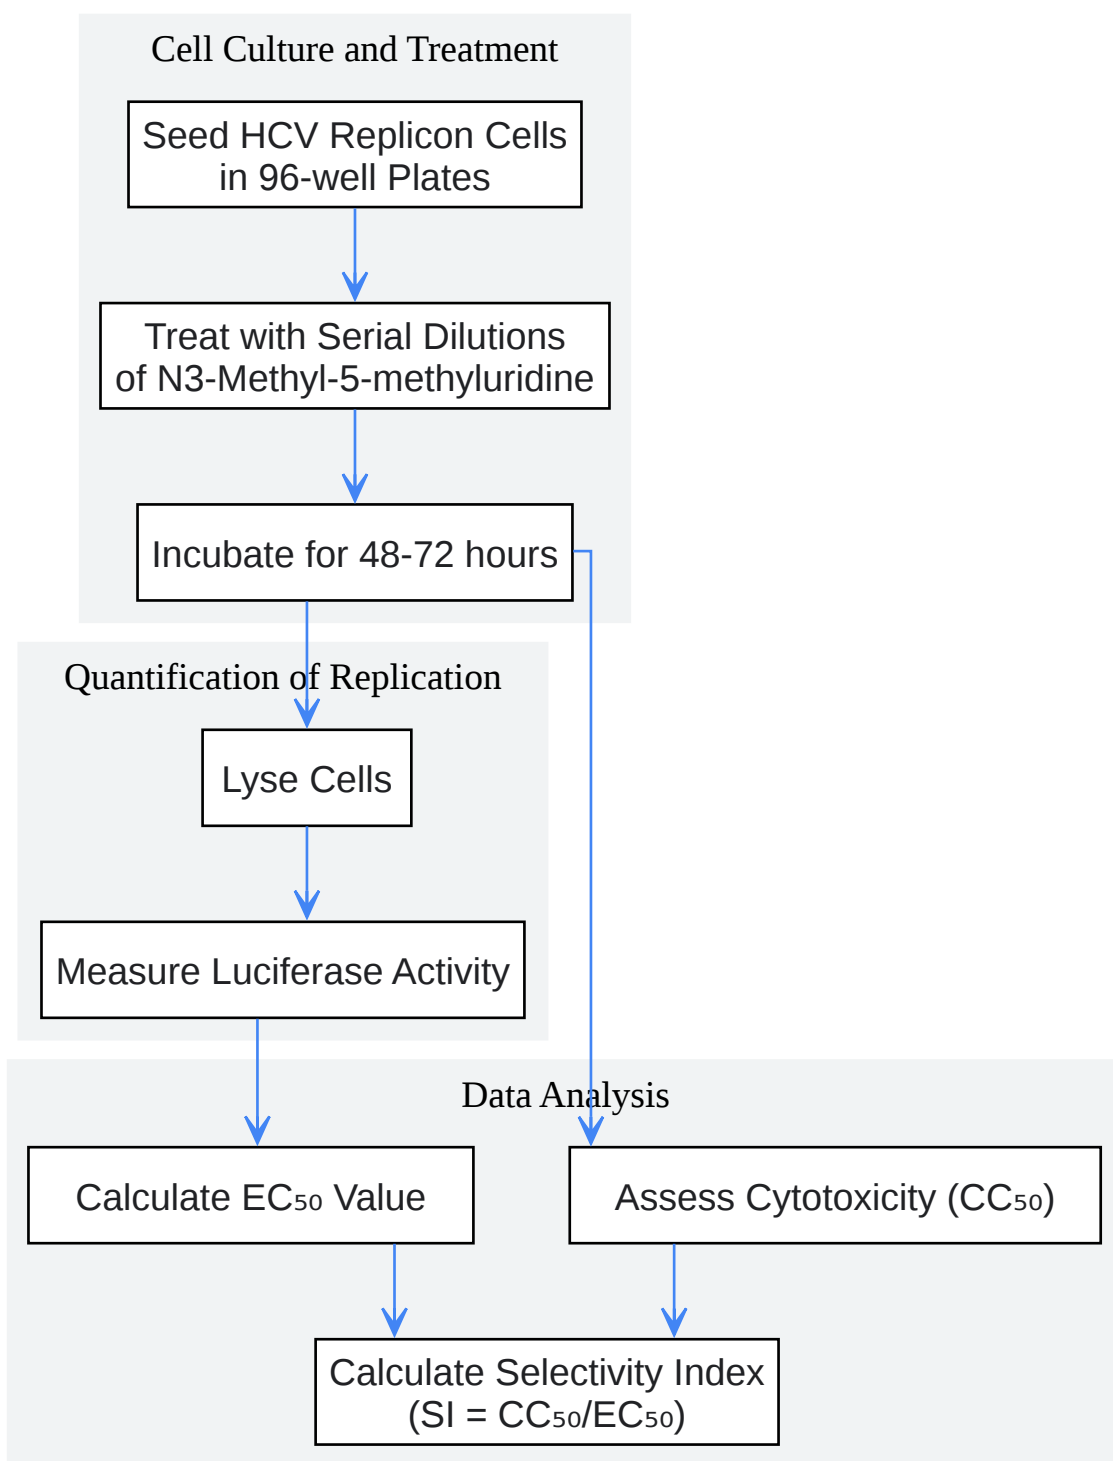 Cell Culture and Treatment
Seed HCV Replicon Cells
in 96-well Plates
Treat with Serial Dilutions
of N3-Methyl-5-methyluridine
Incubate for 48-72 hours
Quantification of Replication
Lyse Cells
Measure Luciferase Activity
Data Analysis
Calculate EC₅₀ Value
Assess Cytotoxicity (CC₅₀)
Calculate Selectivity Index
(SI = CC₅₀/EC₅₀)